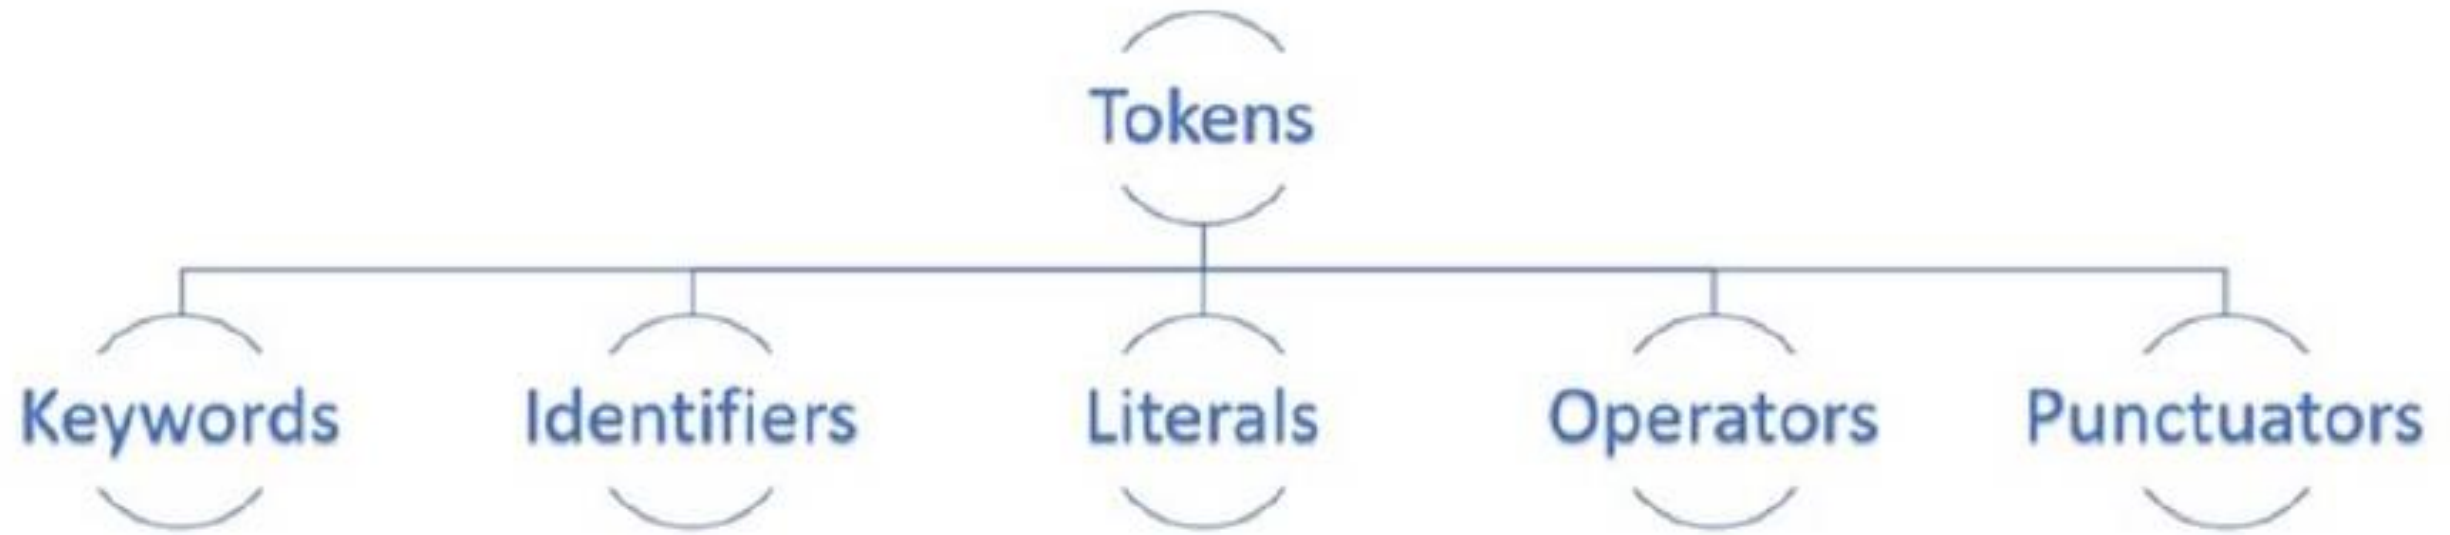 Tokens
Keywords
Identifiers
Literals
Operators
Punctuators